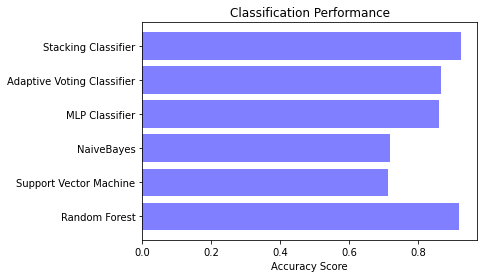 Classification Performance
Stacking Classifier
Adaptive Voting Classifier
MLP Classifier
NaiveBayes
Support Vector Machine
Random Forest
0.0 0.2 0.4 0.6 0.8
Accuracy Score